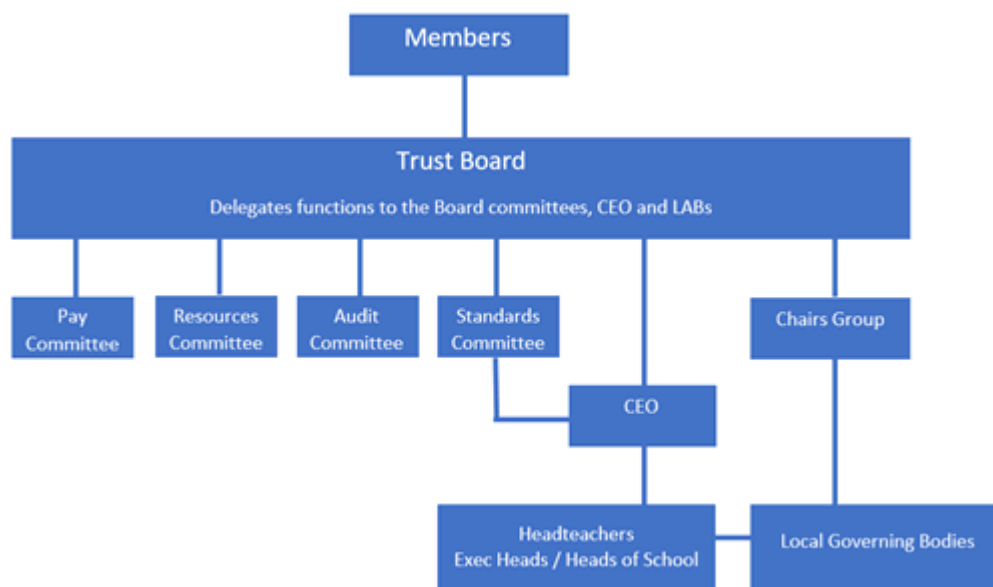 Members
Trust Board
Delegates functions to the Board committees, CEO and LABs
Pay
Committee
Resources
Committee
Audit
Committee
Standards
Committee
Chairs Group
CEO
Headteachers
Exec Heads / Heads of School
Local Governing Bodies